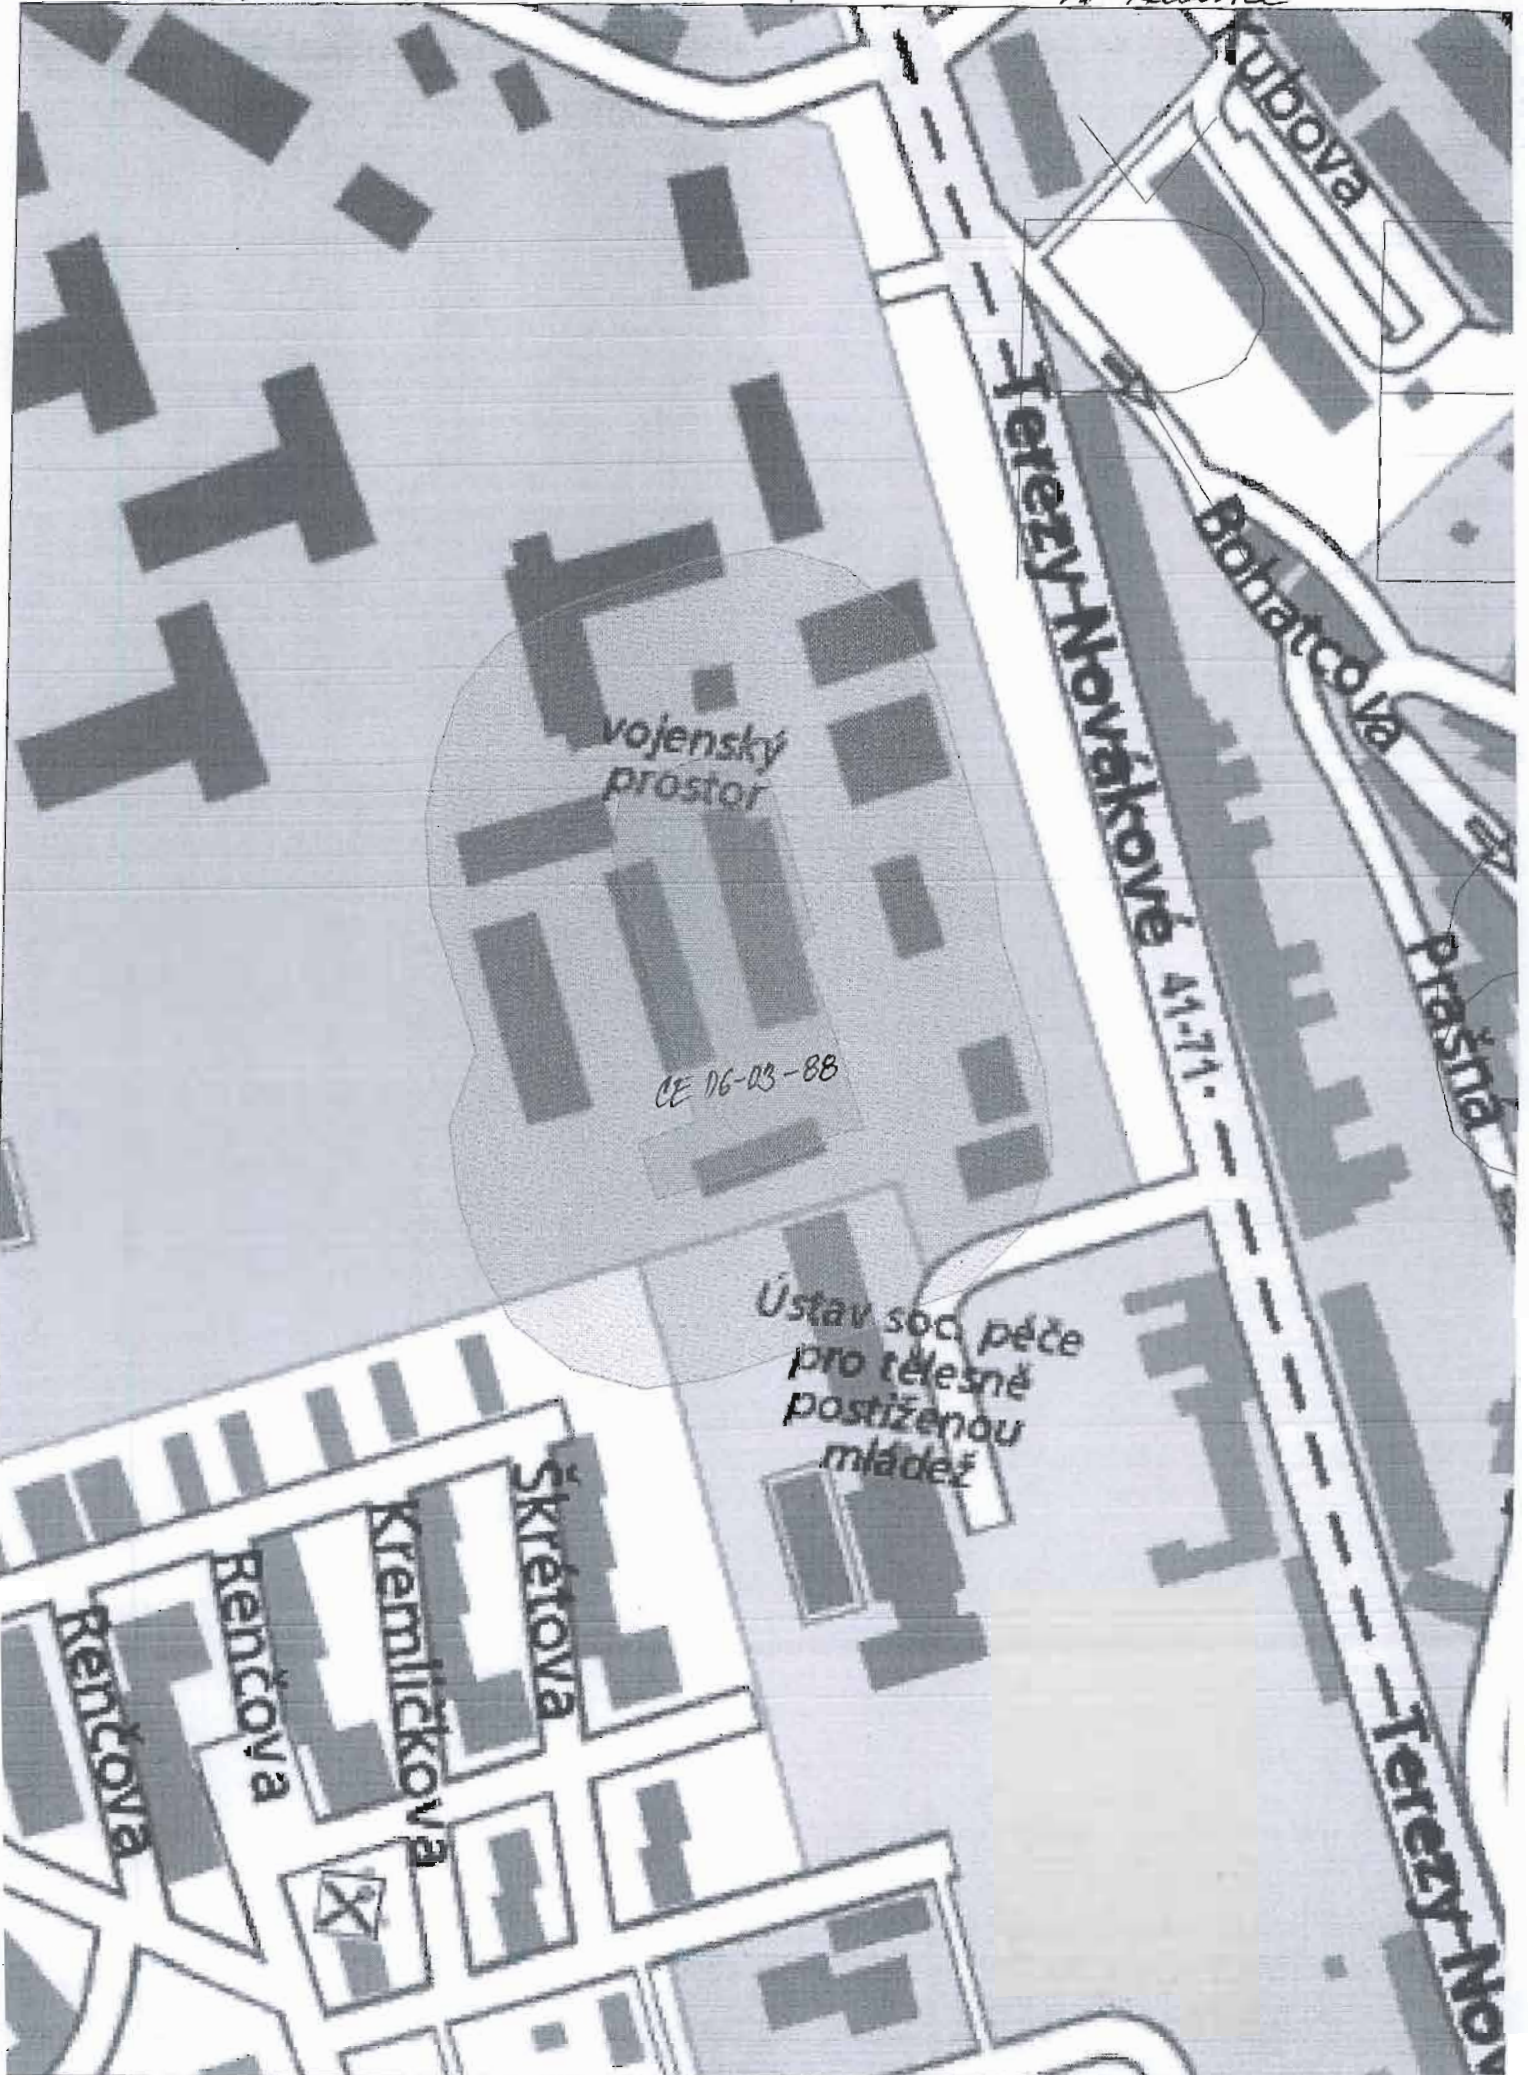 Kubova
Terezy Novákové 41-71
Bohatcova
vojenský
prostor
Prašná
CE 06-03-88
Ústav soc. péče
pro tělesně
postiženou
mládež
Škrétova
Kremličkova
Renčova
Renčova
Terezy Nov